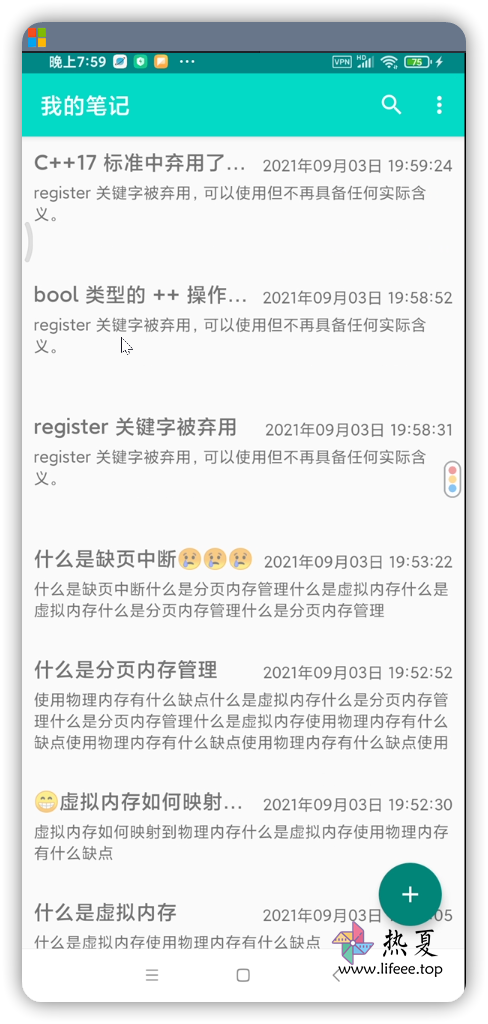 晚上7:59
VPN HD 75
我的笔记
C++17 标准中弃用了... 2021年09月03日 19:59:24
register 关键字被弃用, 可以使用但不再具备任何实际含
义。
bool 类型的 ++ 操作... 2021年09月03日 19:58:52
register 关键字被弃用, 可以使用但不再具备任何实际含
义。
register 关键字被弃用 2021年09月03日 19:58:31
register 关键字被弃用, 可以使用但不再具备任何实际含
义。
什么是缺页中断😢😢😢 2021年09月03日 19:53:22
什么是缺页中断什么是分页内存管理什么是虚拟内存什么是
虚拟内存什么是分页内存管理什么是分页内存管理
什么是分页内存管理 2021年09月03日 19:52:52
使用物理内存有什么缺点什么是虚拟内存什么是分页内存管
理什么是分页内存管理什么是虚拟内存使用物理内存有什么
缺点使用物理内存有什么缺点使用物理内存有什么缺点使用
😁虚拟内存如何映射... 2021年09月03日 19:52:30
虚拟内存如何映射到物理内存什么是虚拟内存使用物理内存
有什么缺点
什么是虚拟内存 2021年09月03日 :05
什么是虚拟内存使用物理内存有什么缺点
热夏
www.lifeee.top